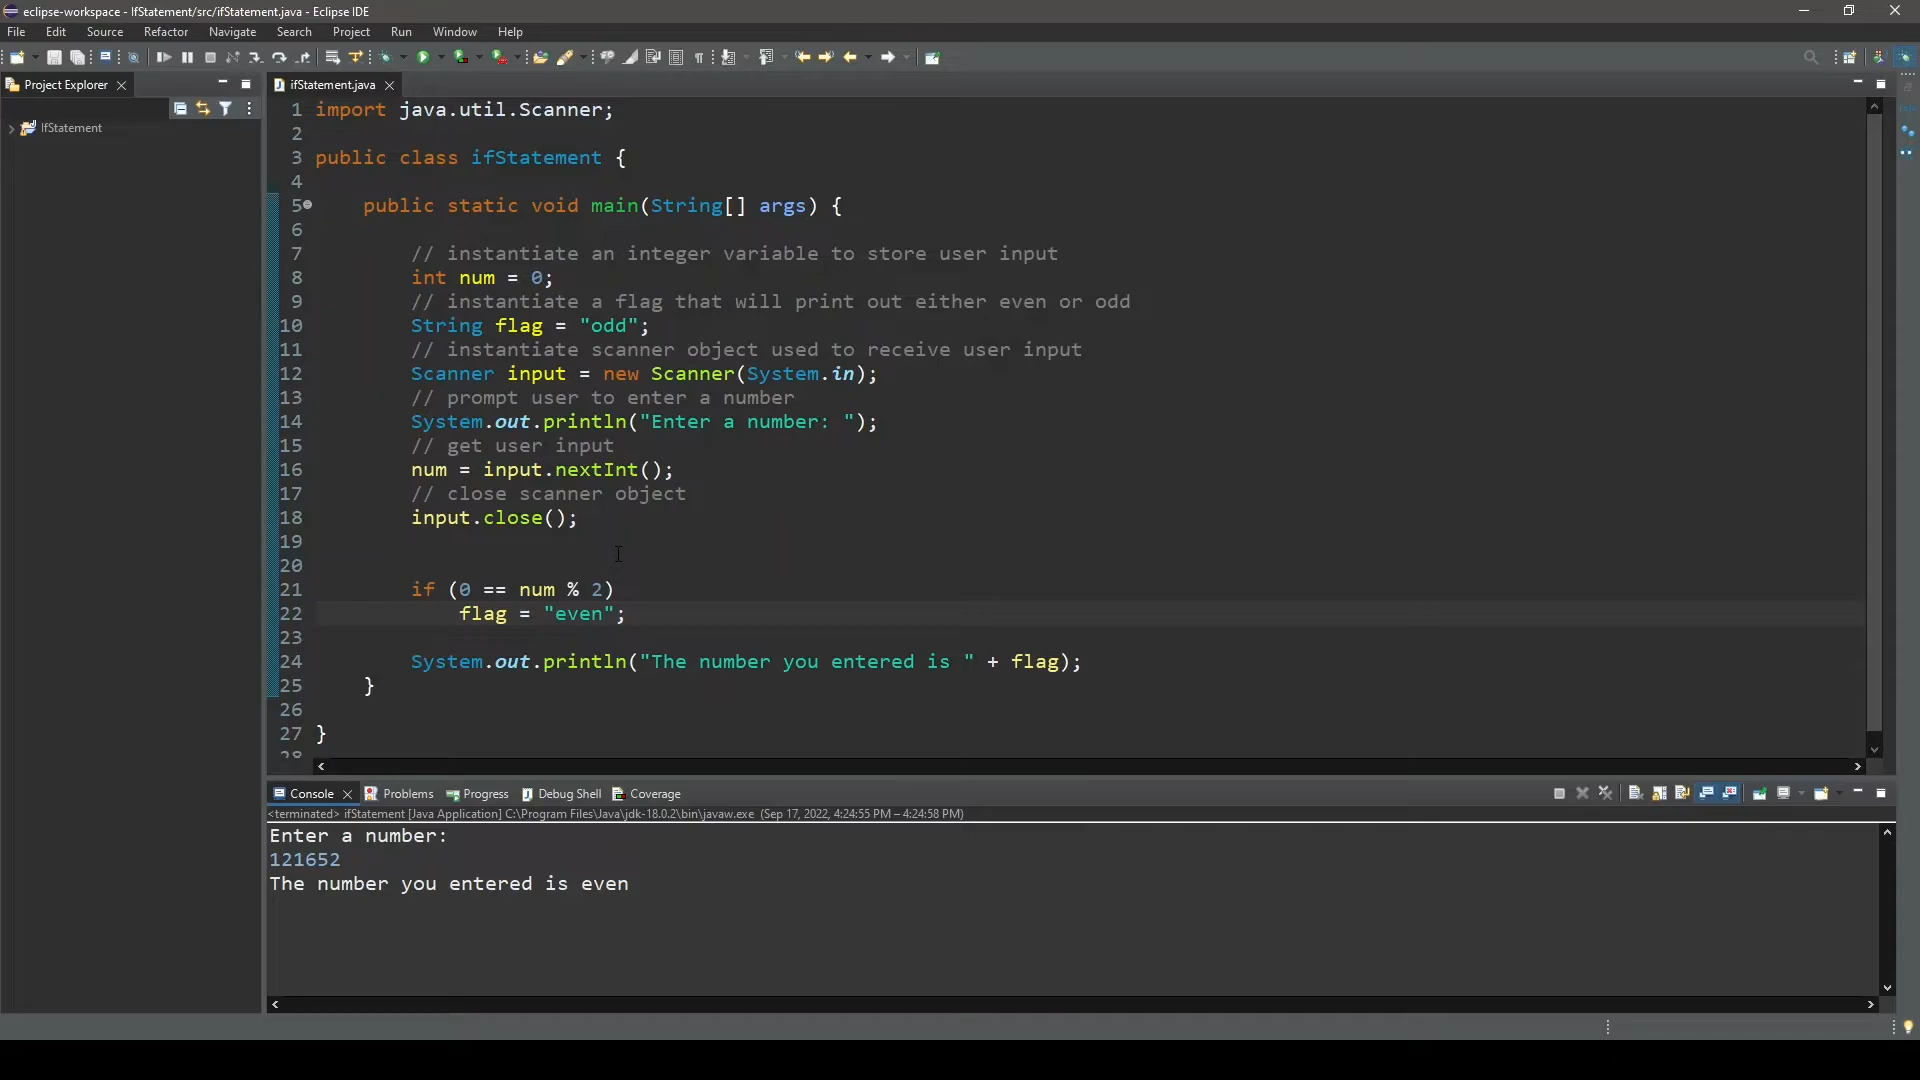 eclipse-workspace - IfStatement/src/ifStatement.java - Eclipse IDE
File Edit Source Refactor Navigate Search Project Run Window Help
Project Explorer
ifStatement.java
IfStatement
1 import java.util.Scanner;
2
3 public class ifStatement {
4
5 public static void main(String[] args) {
6
7 // instantiate an integer variable to store user input
8 int num = 0;
9 // instantiate a flag that will print out either even or odd
10 String flag = "odd";
11 // instantiate scanner object used to receive user input
12 Scanner input = new Scanner(System.in);
13 // prompt user to enter a number
14 System.out.println("Enter a number: ");
15 // get user input
16 num = input.nextInt();
17 // close scanner object
18 input.close();
19
20
21 if (0 == num % 2)
22 flag = "even";
23
24 System.out.println("The number you entered is " + flag);
25 }
26
27 }
28
Console Problems Progress Debug Shell Coverage
<terminated> ifStatement [Java Application] C:\Program Files\Java\jdk-18.0.2\bin\javaw.exe (Sep 17, 2022, 4:24:55 PM – 4:24:58 PM)
Enter a number:
121652
The number you entered is even